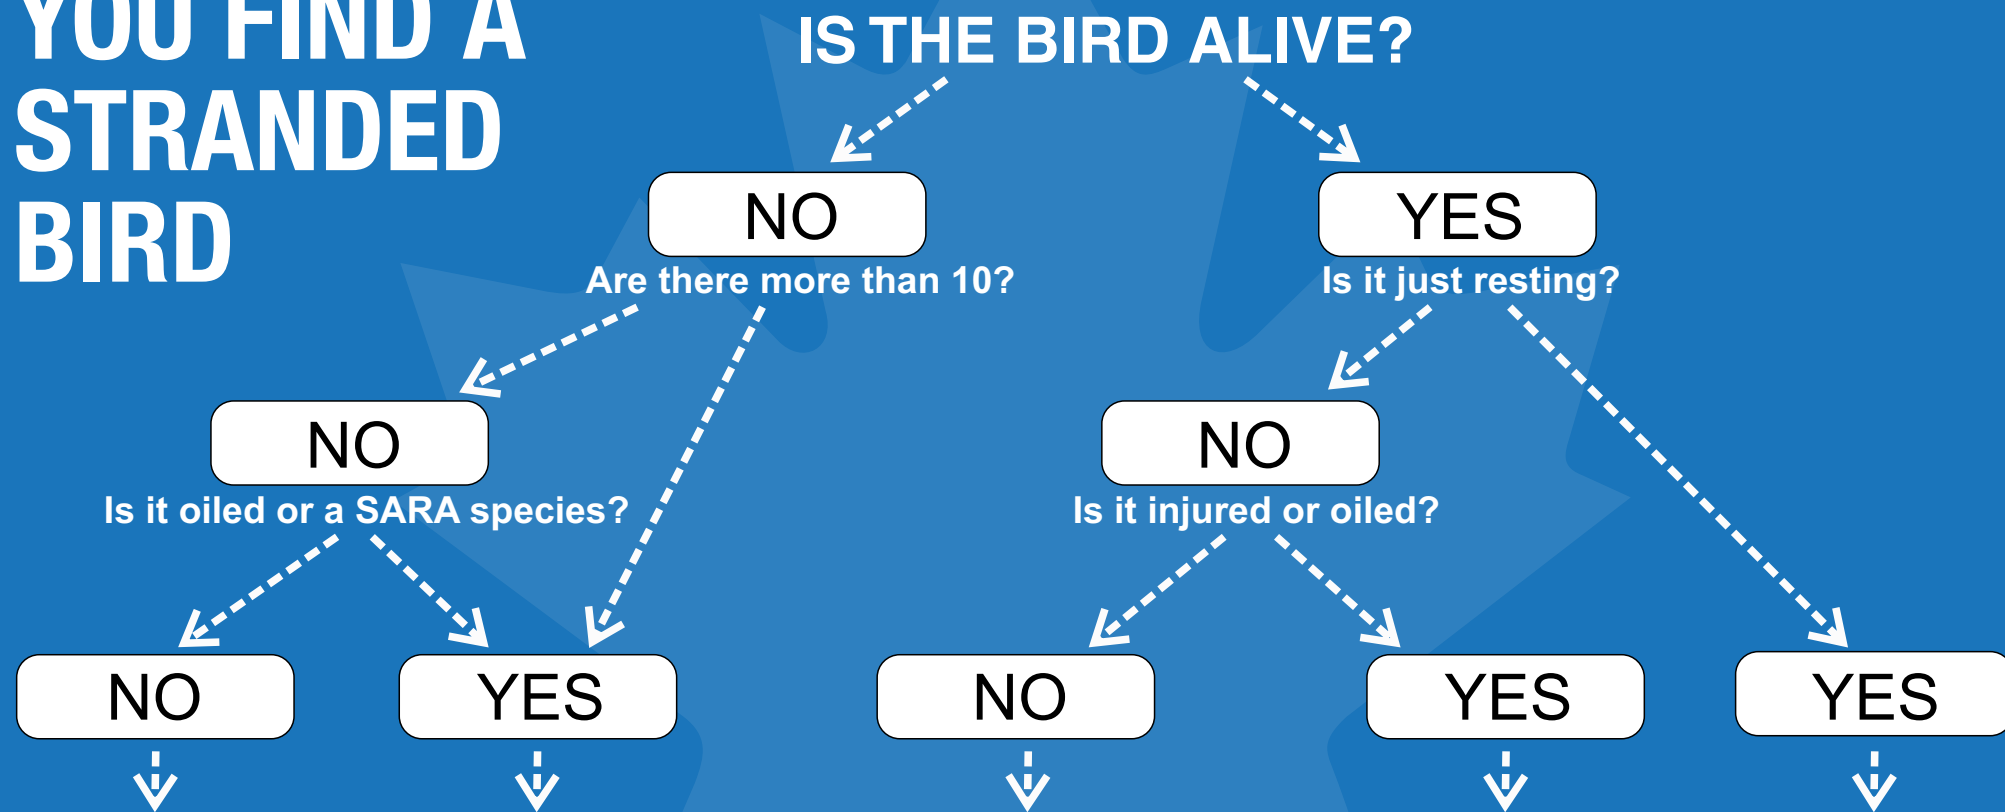 YOU FIND A
STRANDED
BIRD
IS THE BIRD ALIVE?
NO
YES
Are there more than 10?
Is it just resting?
NO
NO
Is it oiled or a SARA species?
Is it injured or oiled?
NO
YES
NO
YES
YES